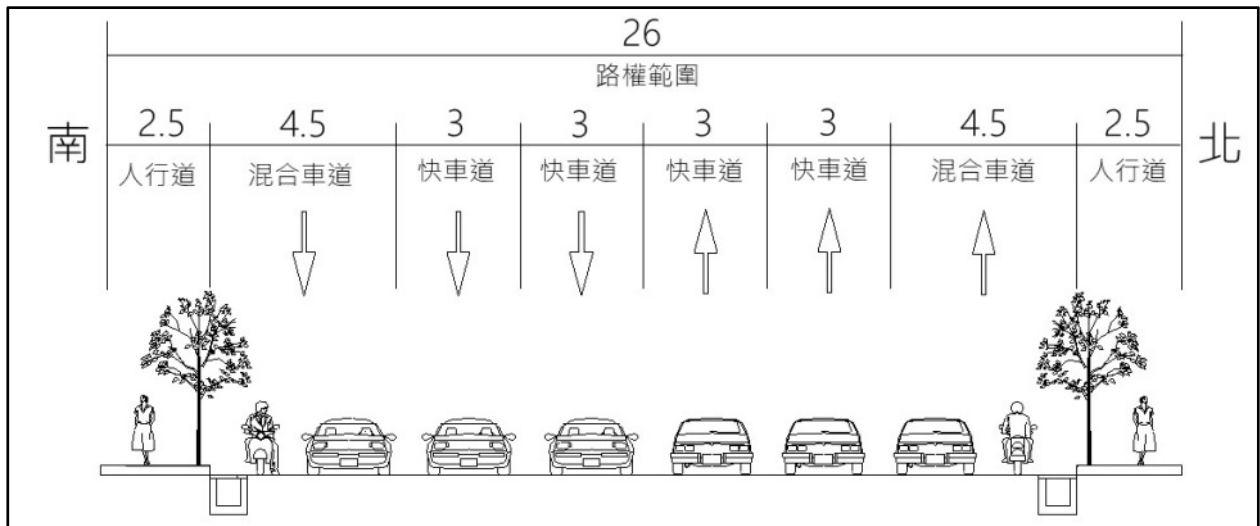 26
路權範圍
南 2.5 4.5 3 3 3 3 4.5 2.5 北
人行道 混合車道 快車道 快車道 快車道 快車道 混合車道 人行道